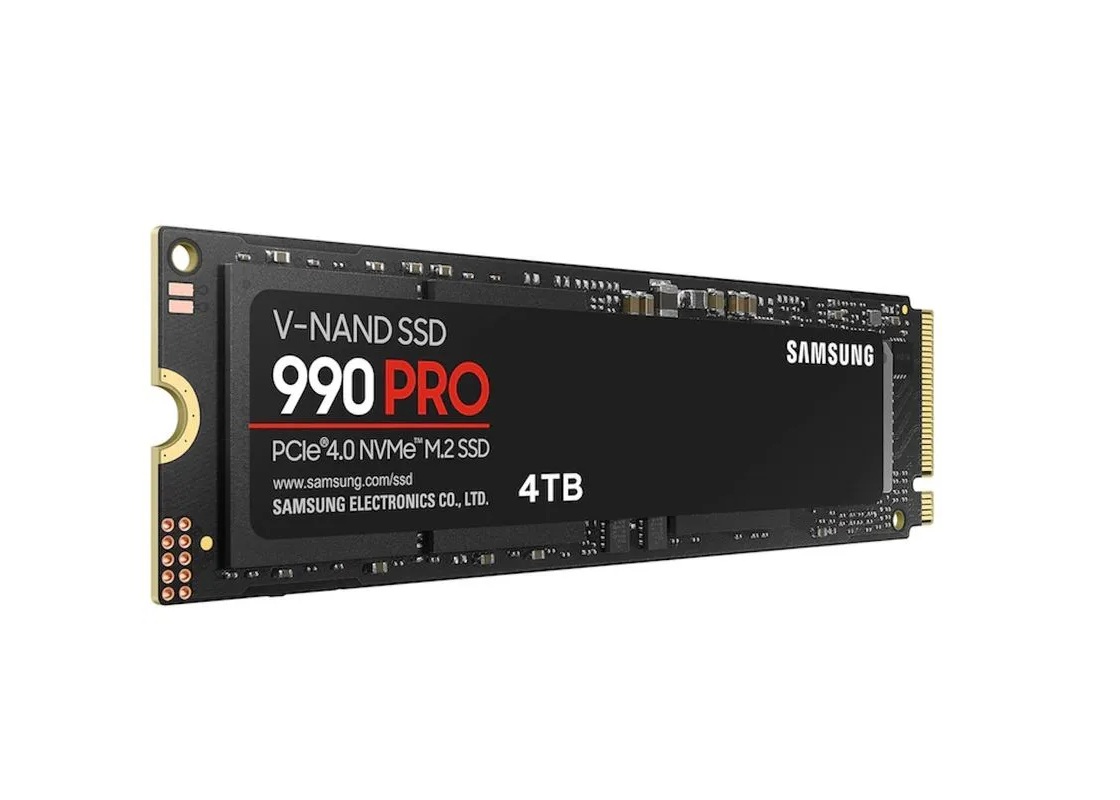 V-NAND SSD
990 PRO
PCIe®4.0 NVMe™ M.2 SSD
www.samsung.com/ssd
SAMSUNG ELECTRONICS CO., LTD.
4TB
SAMSUNG